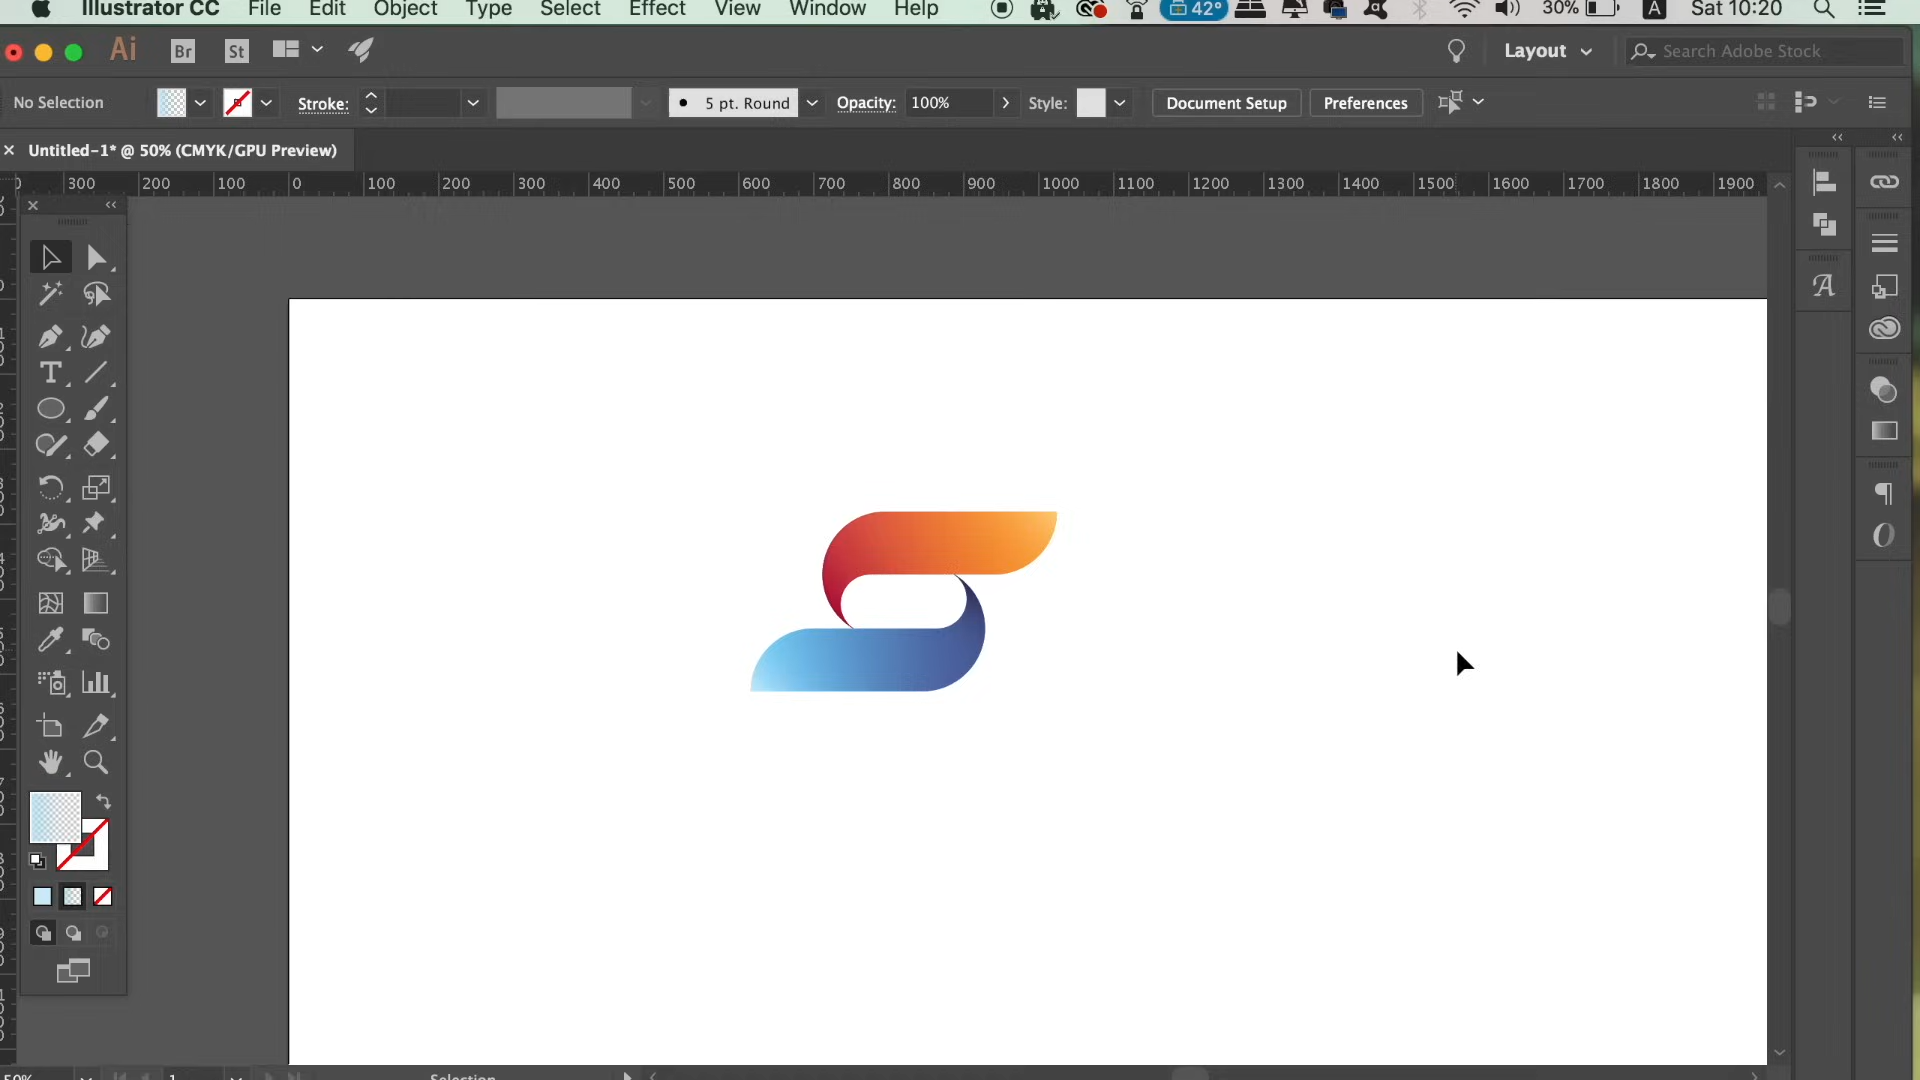 Illustrator CC File Edit Object Type Select Effect View Window Help 42° 30% A Sat 10:20
Ai Br St Layout Search Adobe Stock
No Selection Stroke: 5 pt. Round Opacity: 100% Style: Document Setup Preferences
Untitled-1* @ 50% (CMYK/GPU Preview)
300 200 100 0 100 200 300 400 500 600 700 800 900 1000 1100 1200 1300 1400 1500 1600 1700 1800 1900
50% 1 Selection